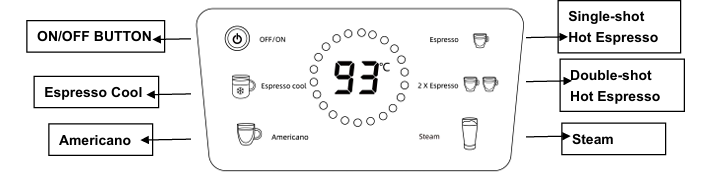 ON/OFF BUTTON
Espresso Cool
Americano
OFF/ON
Espresso cool
Americano
93℃
Espresso
2 X Espresso
Steam
Single-shot
Hot Espresso
Double-shot
Hot Espresso
Steam